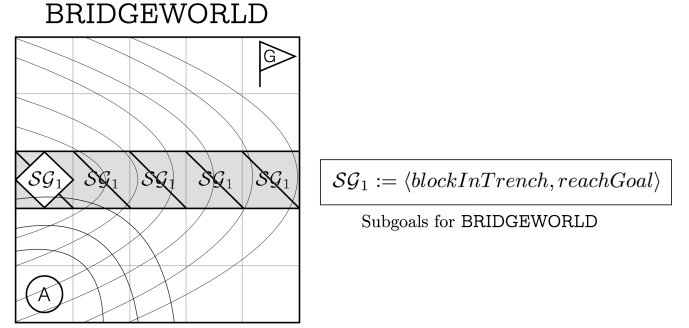 BRIDGEWORLD
G
𝒮𝒢₁ 𝒮𝒢₁ 𝒮𝒢₁ 𝒮𝒢₁ 𝒮𝒢₁
A
𝒮𝒢₁ := ⟨blockInTrench, reachGoal⟩
Subgoals for BRIDGEWORLD